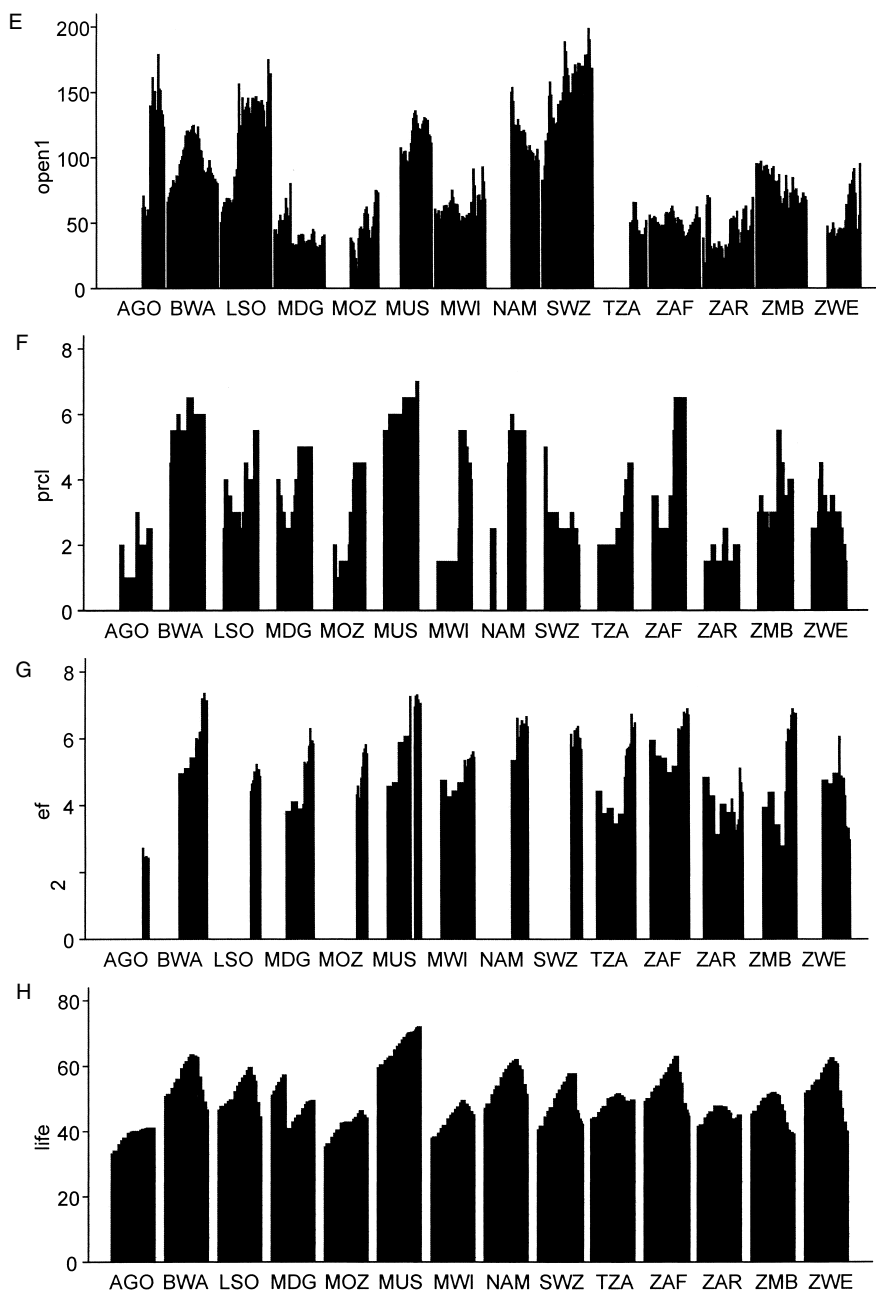 E
200
150
100
50
0
open1
AGO BWA LSO MDG MOZ MUS MWI NAM SWZ TZA ZAF ZAR ZMB ZWE
F
8
6
4
2
0
prcl
AGO BWA LSO MDG MOZ MUS MWI NAM SWZ TZA ZAF ZAR ZMB ZWE
G
8
6
4
2
0
ef
AGO BWA LSO MDG MOZ MUS MWI NAM SWZ TZA ZAF ZAR ZMB ZWE
H
80
60
40
20
0
life
AGO BWA LSO MDG MOZ MUS MWI NAM SWZ TZA ZAF ZAR ZMB ZWE